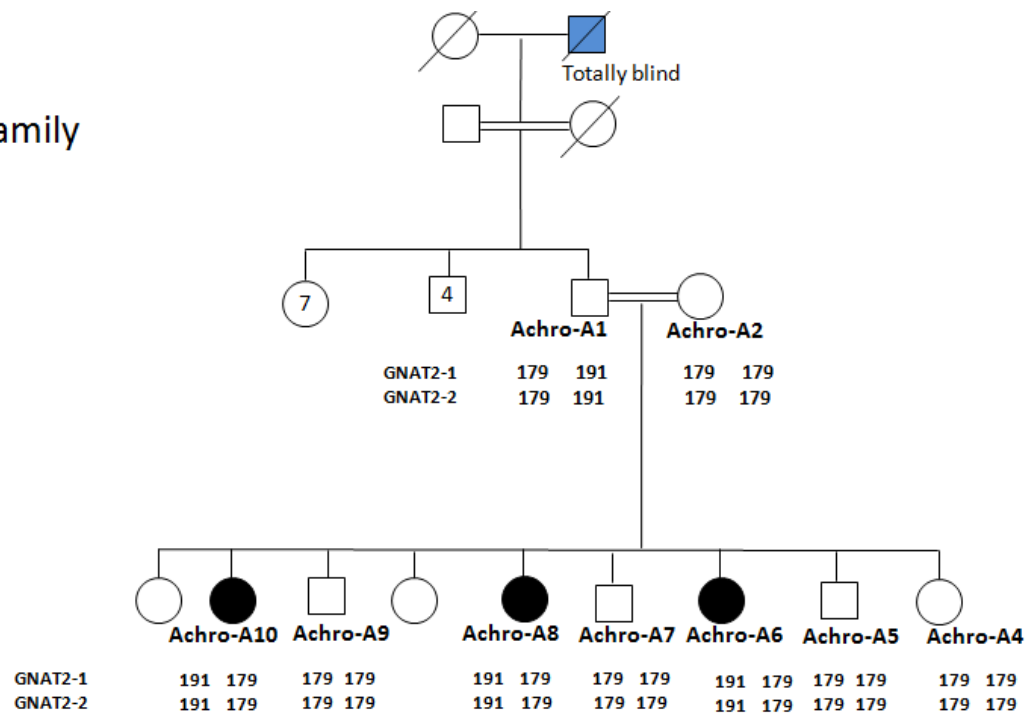 Totally blind
amily
7
4
Achro-A1 Achro-A2
GNAT2-1 179 191 179 179
GNAT2-2 179 191 179 179
Achro-A10 Achro-A9 Achro-A8 Achro-A7 Achro-A6 Achro-A5 Achro-A4
GNAT2-1 191 179 179 179 191 179 179 179 191 179 179 179 179 179
GNAT2-2 191 179 179 179 191 179 179 179 191 179 179 179 179 179